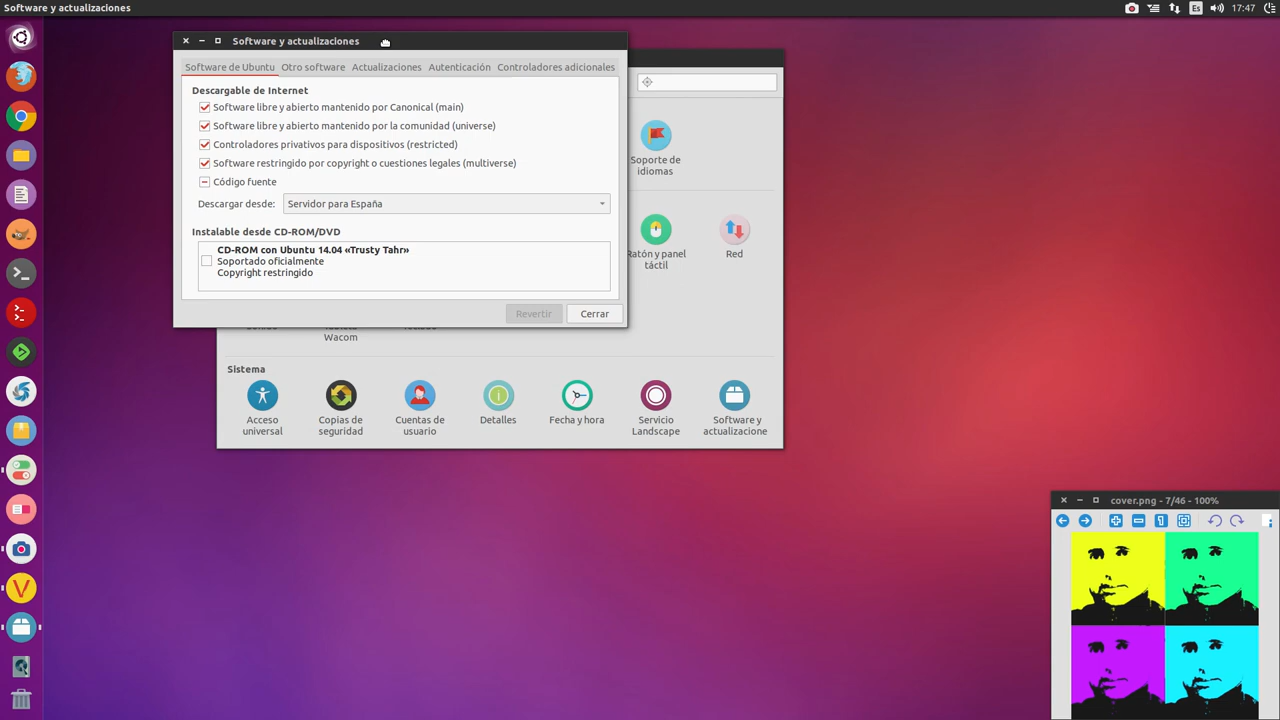 Software y actualizaciones
Es
17:47
Software y actualizaciones
Software de Ubuntu
Otro software
Actualizaciones
Autenticación
Controladores adicionales
Descargable de Internet
Software libre y abierto mantenido por Canonical (main)
Software libre y abierto mantenido por la comunidad (universe)
Controladores privativos para dispositivos (restricted)
Software restringido por copyright o cuestiones legales (multiverse)
Código fuente
Descargar desde:
Servidor para España
Instalable desde CD-ROM/DVD
CD-ROM con Ubuntu 14.04 «Trusty Tahr»
Soportado oficialmente
Copyright restringido
Revertir
Cerrar
Soporte de
idiomas
Ratón y panel
táctil
Red
Wacom
Sistema
Acceso
universal
Copias de
seguridad
Cuentas de
usuario
Detalles
Fecha y hora
Servicio
Landscape
Software y
actualizacione
cover.png - 7/46 - 100%